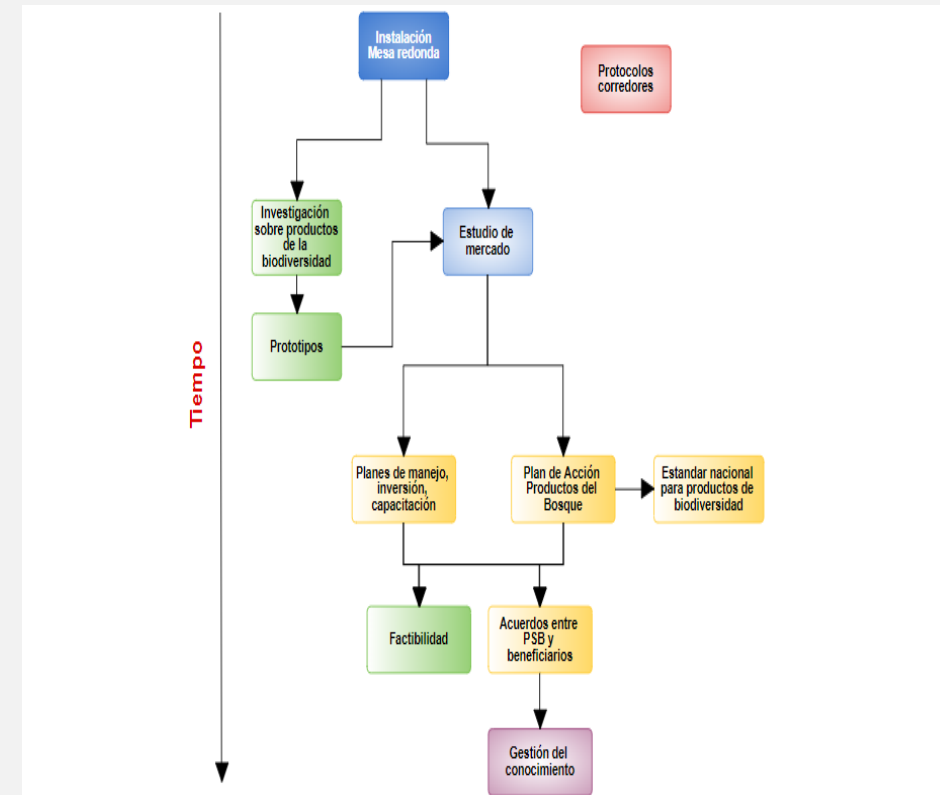 Instalación
Mesa redonda
Protocolos
corredores
Investigación
sobre productos
de la
biodiversidad
Estudio de
mercado
Prototipos
Tiempo
Planes de manejo,
inversión,
capacitación
Plan de Acción
Productos del
Bosque
Estandar nacional
para productos de
biodiversidad
Factibilidad
Acuerdos entre
PSB y
beneficiarios
Gestión del
conocimiento